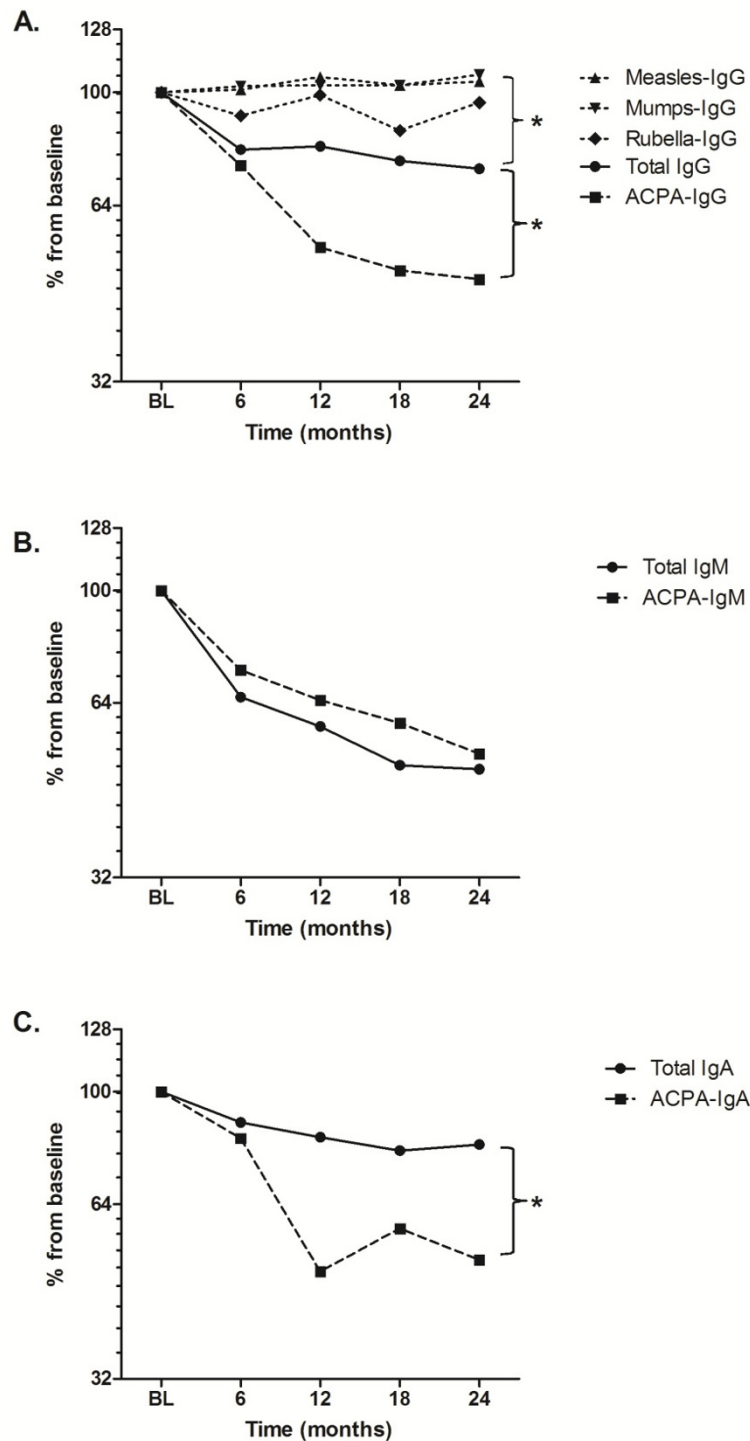 A.
128
100
64
32
% from baseline
BL 6 12 18 24
Time (months)
Measles-IgG
Mumps-IgG
Rubella-IgG
Total IgG
ACPA-IgG
*
*
B.
128
100
64
32
% from baseline
BL 6 12 18 24
Time (months)
Total IgM
ACPA-IgM
C.
128
100
64
32
% from baseline
BL 6 12 18 24
Time (months)
Total IgA
ACPA-IgA
*